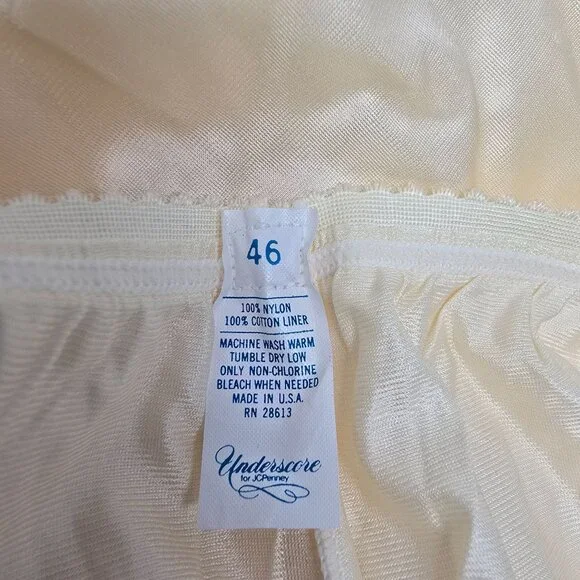 46
100% NYLON
100% COTTON LINER
MACHINE WASH WARM
TUMBLE DRY LOW
ONLY NON-CHLORINE
BLEACH WHEN NEEDED
MADE IN U.S.A.
RN 28613
Underscore
for JCPenney